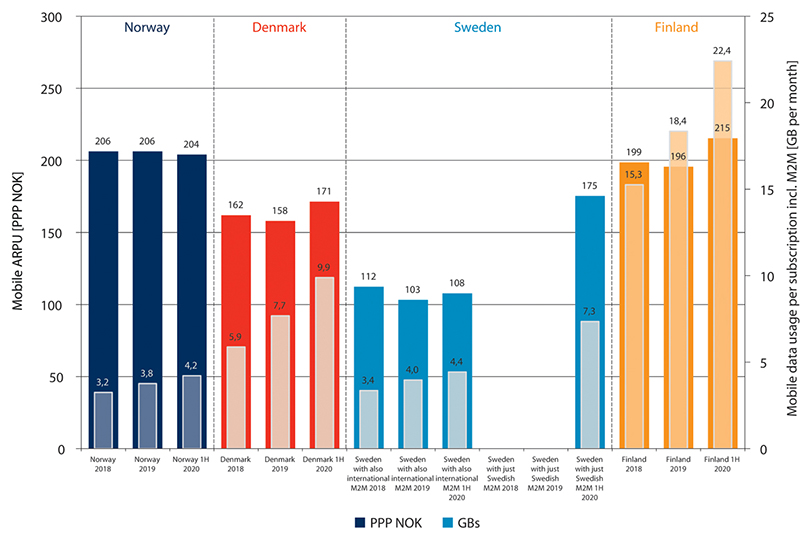 Norway
Denmark
Sweden
Finland
Mobile ARPU [PPP NOK]
300
250
200
150
100
50
0
Mobile data usage per subscription incl. M2M [GB per month]
25
20
15
10
5
0
206
206
204
3,2
3,8
4,2
162
158
171
5,9
7,7
9,9
112
103
108
3,4
4,0
4,4
175
7,3
199
196
215
15,3
18,4
22,4
Norway
2018
Norway
2019
Norway 1H
2020
Denmark
2018
Denmark
2019
Denmark 1H
2020
Sweden
with also
international
M2M 2018
Sweden
with also
international
M2M 2019
Sweden
with also
international
M2M 1H
2020
Sweden
with just
Swedish
M2M 2018
Sweden
with just
Swedish
M2M 2019
Sweden
with just
Swedish
M2M 1H
2020
Finland
2018
Finland
2019
Finland 1H
2020
PPP NOK
GBs